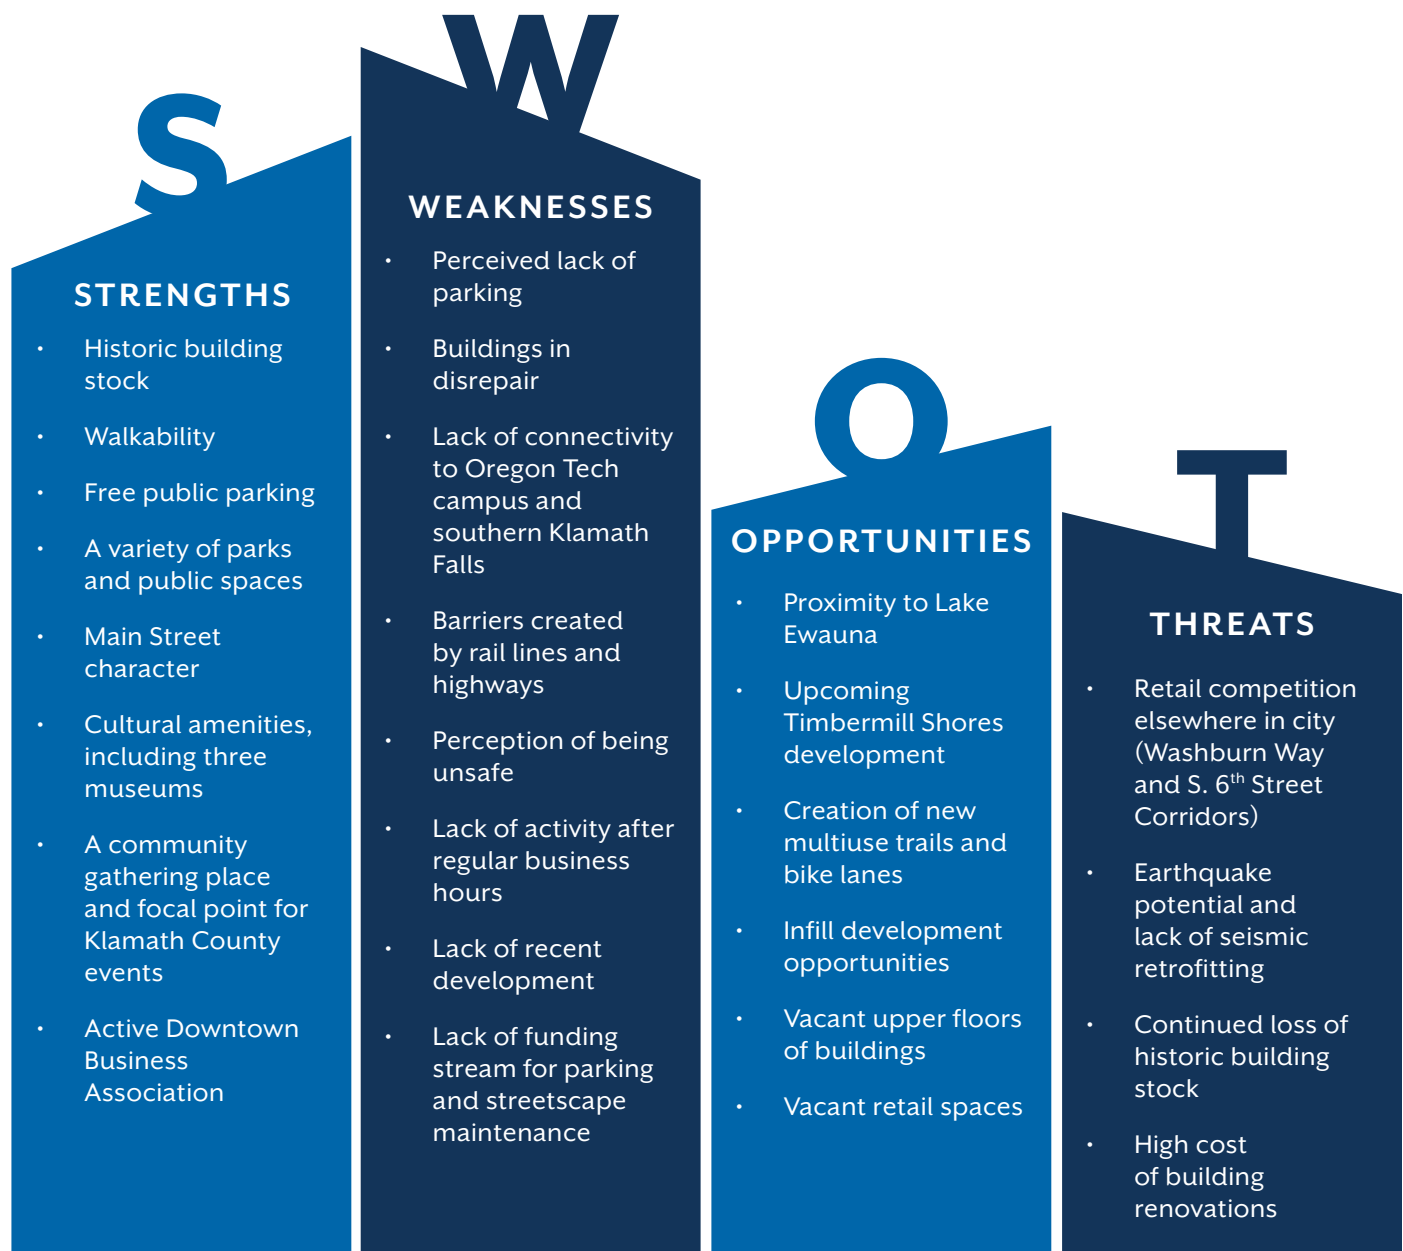 S
STRENGTHS
• Historic building
stock
• Walkability
• Free public parking
• A variety of parks
and public spaces
• Main Street
character
• Cultural amenities,
including three
museums
• A community
gathering place
and focal point for
Klamath County
events
• Active Downtown
Business
Association
W
WEAKNESSES
• Perceived lack of
parking
• Buildings in
disrepair
• Lack of connectivity
to Oregon Tech
campus and
southern Klamath
Falls
• Barriers created
by rail lines and
highways
• Perception of being
unsafe
• Lack of activity after
regular business
hours
• Lack of recent
development
• Lack of funding
stream for parking
and streetscape
maintenance
O
OPPORTUNITIES
• Proximity to Lake
Ewauna
• Upcoming
Timbermill Shores
development
• Creation of new
multiuse trails and
bike lanes
• Infill development
opportunities
• Vacant upper floors
of buildings
• Vacant retail spaces
T
THREATS
• Retail competition
elsewhere in city
(Washburn Way
and S. 6th Street
Corridors)
• Earthquake
potential and
lack of seismic
retrofitting
• Continued loss of
historic building
stock
• High cost
of building
renovations